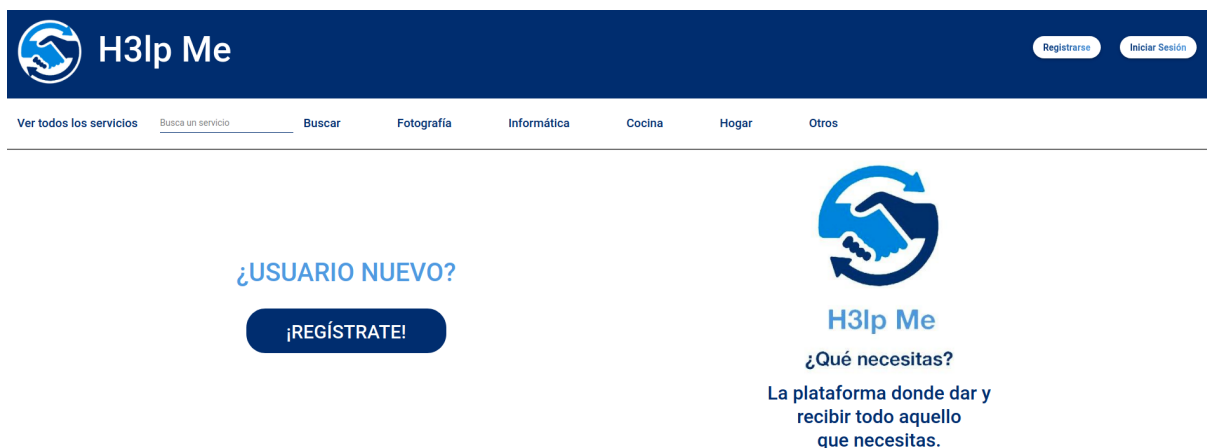 H3lp Me
Registrarse
Iniciar Sesión
Ver todos los servicios
Busca un servicio
Buscar
Fotografía
Informática
Cocina
Hogar
Otros
¿USUARIO NUEVO?
¡REGÍSTRATE!
H3lp Me
¿Qué necesitas?
La plataforma donde dar y
recibir todo aquello
que necesitas.